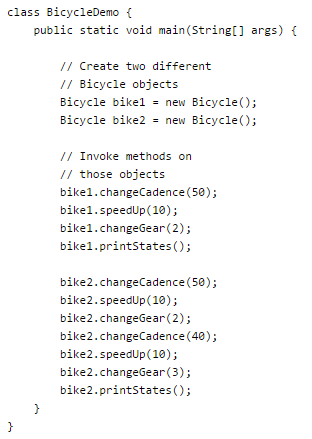 class BicycleDemo {
    public static void main(String[] args) {

        // Create two different
        // Bicycle objects
        Bicycle bike1 = new Bicycle();
        Bicycle bike2 = new Bicycle();

        // Invoke methods on
        // those objects
        bike1.changeCadence(50);
        bike1.speedUp(10);
        bike1.changeGear(2);
        bike1.printStates();

        bike2.changeCadence(50);
        bike2.speedUp(10);
        bike2.changeGear(2);
        bike2.changeCadence(40);
        bike2.speedUp(10);
        bike2.changeGear(3);
        bike2.printStates();
    }
}